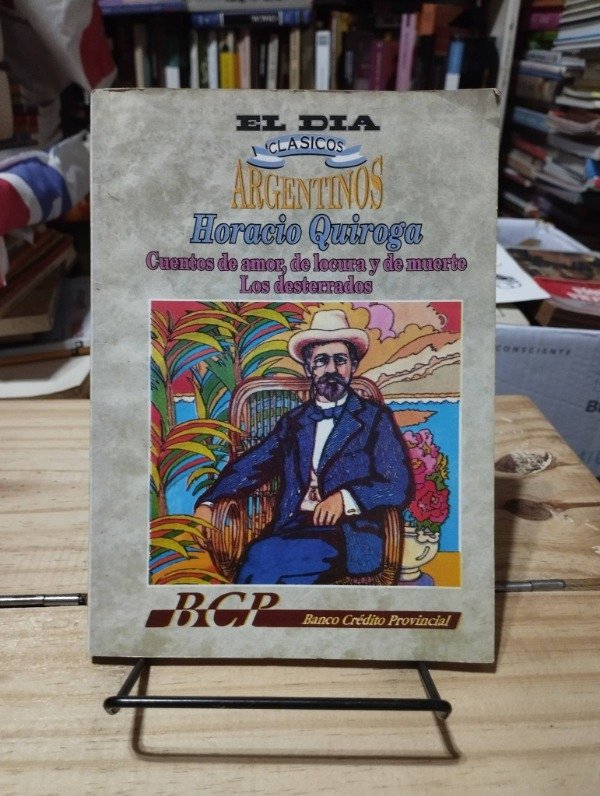 EL DIA
CLASICOS
ARGENTINOS
Horacio Quiroga
Cuentos de amor, de locura y de muerte
Los desterrados
BCP
Banco Crédito Provincial
CONSCIENTE